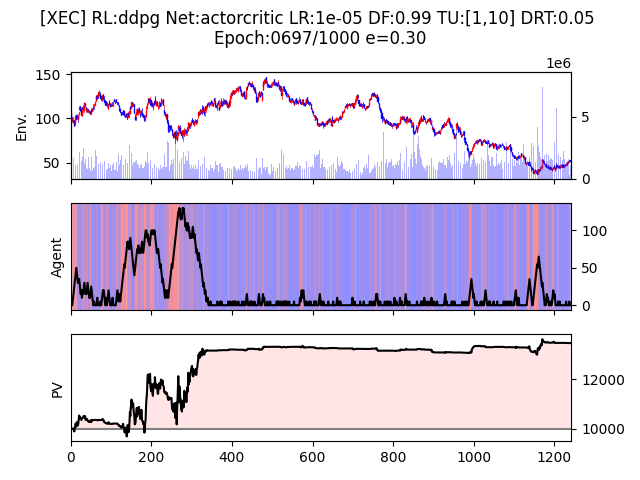 [XEC] RL:ddpg Net:actorcritic LR:1e-05 DF:0.99 TU:[1,10] DRT:0.05
Epoch:0697/1000 e=0.30
1e6
150
100
50
Env.
5
0
Agent
100
50
0
PV
12000
10000
0 200 400 600 800 1000 1200